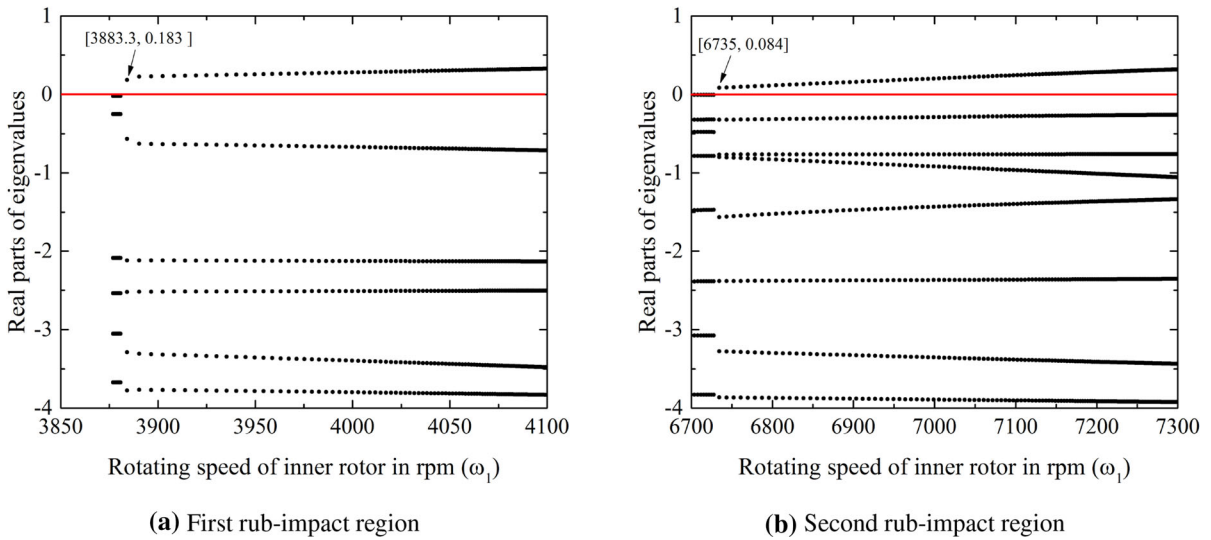 [3883.3, 0.183 ]
1
0
-1
-2
-3
-4
3850 3900 3950 4000 4050 4100
Real parts of eigenvalues
Rotating speed of inner rotor in rpm (ω₁)
(a) First rub-impact region
[6735, 0.084]
1
0
-1
-2
-3
-4
6700 6800 6900 7000 7100 7200 7300
Real parts of eigenvalues
Rotating speed of inner rotor in rpm (ω₁)
(b) Second rub-impact region